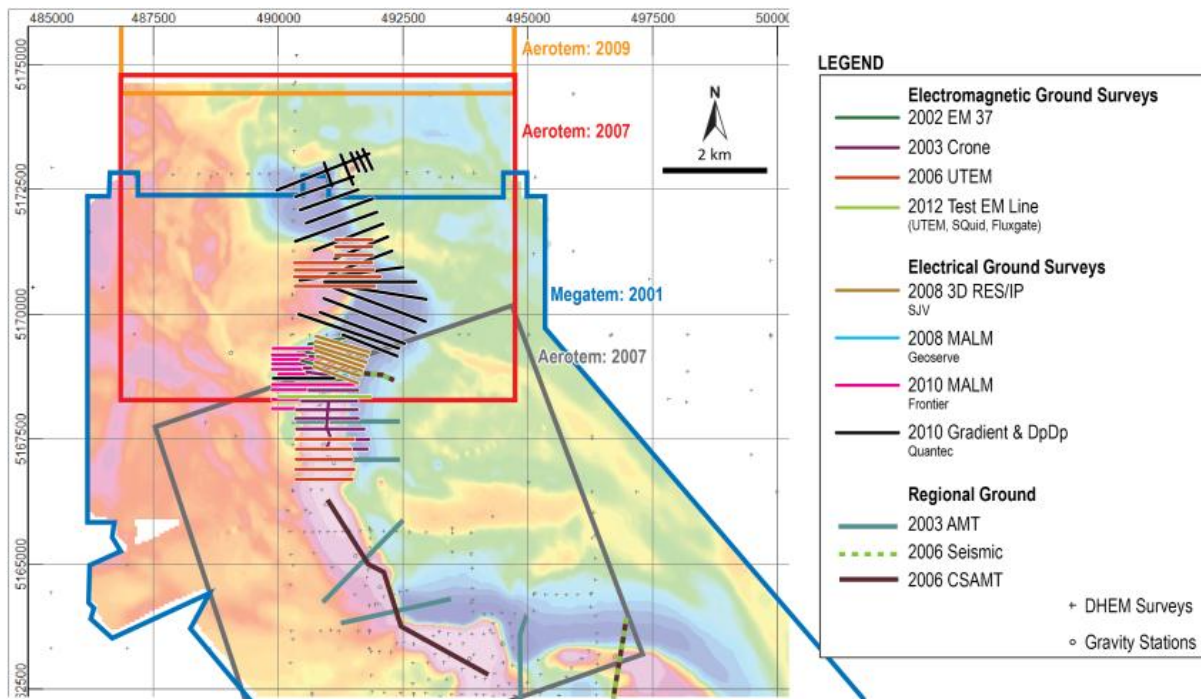 485000 487500 490000 492500 495000 497500 50000
5175000
5172500
5170000
5167500
5165000
62500
Aerotem: 2009
Aerotem: 2007
Megatem: 2001
Aerotem: 2007
N
2 km
LEGEND
Electromagnetic Ground Surveys
2002 EM 37
2003 Crone
2006 UTEM
2012 Test EM Line
(UTEM, SQuid, Fluxgate)
Electrical Ground Surveys
2008 3D RES/IP
SJV
2008 MALM
Geoserve
2010 MALM
Frontier
2010 Gradient & DpDp
Quantec
Regional Ground
2003 AMT
2006 Seismic
2006 CSAMT
DHEM Surveys
Gravity Stations